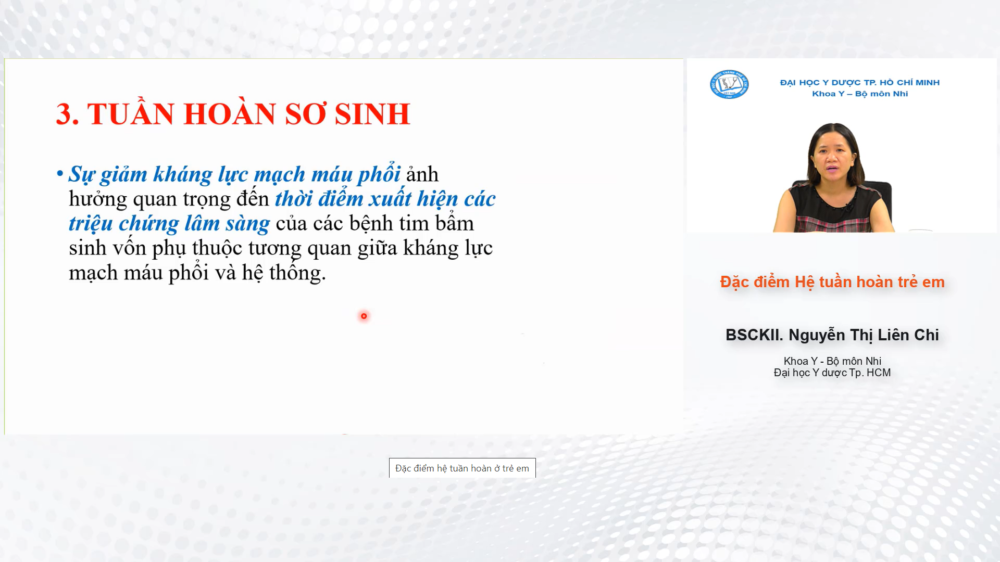 3. TUẦN HOÀN SƠ SINH
• Sự giảm kháng lực mạch máu phổi ảnh
hưởng quan trọng đến thời điểm xuất hiện các
triệu chứng lâm sàng của các bệnh tim bẩm
sinh vốn phụ thuộc tương quan giữa kháng lực
mạch máu phổi và hệ thống.
ĐẠI HỌC Y DƯỢC TP. HỒ CHÍ MINH
Khoa Y – Bộ môn Nhi
Đặc điểm Hệ tuần hoàn trẻ em
BSCKII. Nguyễn Thị Liên Chi
Khoa Y - Bộ môn Nhi
Đại học Y dược Tp. HCM
Đặc điểm hệ tuần hoàn ở trẻ em